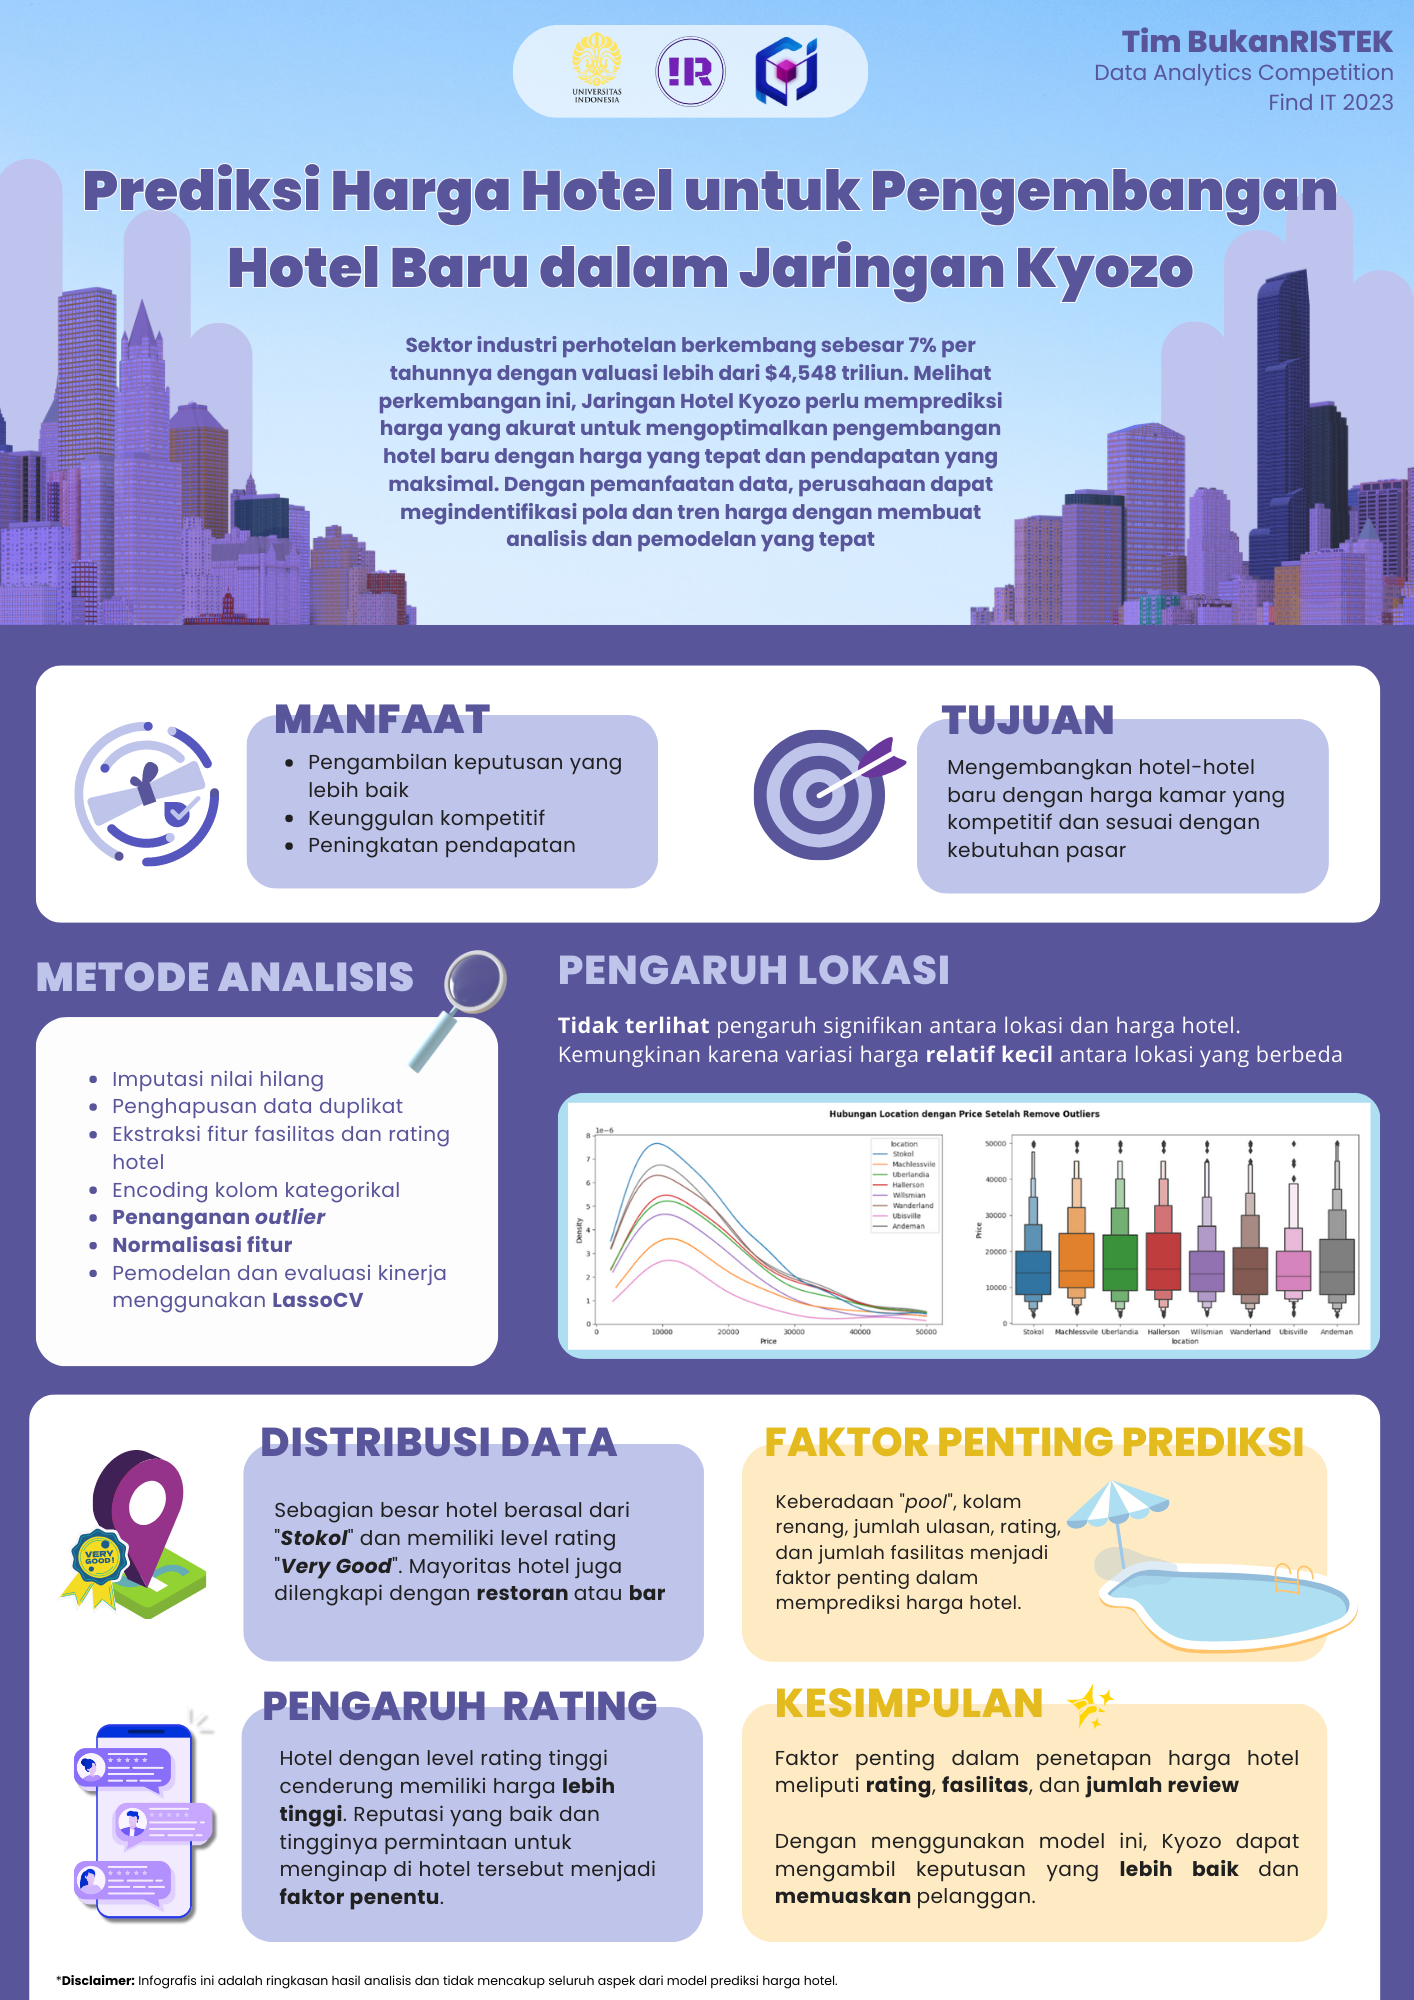 UNIVERSITAS
INDONESIA
!R
Tim BukanRISTEK
Data Analytics Competition
Find IT 2023
Prediksi Harga Hotel untuk Pengembangan
Hotel Baru dalam Jaringan Kyozo
Sektor industri perhotelan berkembang sebesar 7% per
tahunnya dengan valuasi lebih dari $4,548 triliun. Melihat
perkembangan ini, Jaringan Hotel Kyozo perlu memprediksi
harga yang akurat untuk mengoptimalkan pengembangan
hotel baru dengan harga yang tepat dan pendapatan yang
maksimal. Dengan pemanfaatan data, perusahaan dapat
megindentifikasi pola dan tren harga dengan membuat
analisis dan pemodelan yang tepat
MANFAAT
• Pengambilan keputusan yang
lebih baik
• Keunggulan kompetitif
• Peningkatan pendapatan
TUJUAN
Mengembangkan hotel-hotel
baru dengan harga kamar yang
kompetitif dan sesuai dengan
kebutuhan pasar
METODE ANALISIS
• Imputasi nilai hilang
• Penghapusan data duplikat
• Ekstraksi fitur fasilitas dan rating
hotel
• Encoding kolom kategorikal
• Penanganan outlier
• Normalisasi fitur
• Pemodelan dan evaluasi kinerja
menggunakan LassoCV
PENGARUH LOKASI
Tidak terlihat pengaruh signifikan antara lokasi dan harga hotel.
Kemungkinan karena variasi harga relatif kecil antara lokasi yang berbeda
Hubungan Location dengan Price Setelah Remove Outliers
1e-6
8
7
6
5
4
3
2
1
0
Density
0 10000 20000 30000 40000 50000
Price
location
Stokol
Machlessvile
Uberlandia
Hallerson
Willsmian
Wanderland
Ubisville
Andeman
50000
40000
30000
20000
10000
0
Price
Stokol Machlessvile Uberlandia Hallerson Willsmian Wanderland Ubisville Andeman
location
DISTRIBUSI DATA
VERY
GOOD!
Sebagian besar hotel berasal dari
"Stokol" dan memiliki level rating
"Very Good". Mayoritas hotel juga
dilengkapi dengan restoran atau bar
FAKTOR PENTING PREDIKSI
Keberadaan "pool", kolam
renang, jumlah ulasan, rating,
dan jumlah fasilitas menjadi
faktor penting dalam
memprediksi harga hotel.
PENGARUH RATING
Hotel dengan level rating tinggi
cenderung memiliki harga lebih
tinggi. Reputasi yang baik dan
tingginya permintaan untuk
menginap di hotel tersebut menjadi
faktor penentu.
KESIMPULAN
Faktor penting dalam penetapan harga hotel
meliputi rating, fasilitas, dan jumlah review
Dengan menggunakan model ini, Kyozo dapat
mengambil keputusan yang lebih baik dan
memuaskan pelanggan.
*Disclaimer: Infografis ini adalah ringkasan hasil analisis dan tidak mencakup seluruh aspek dari model prediksi harga hotel.